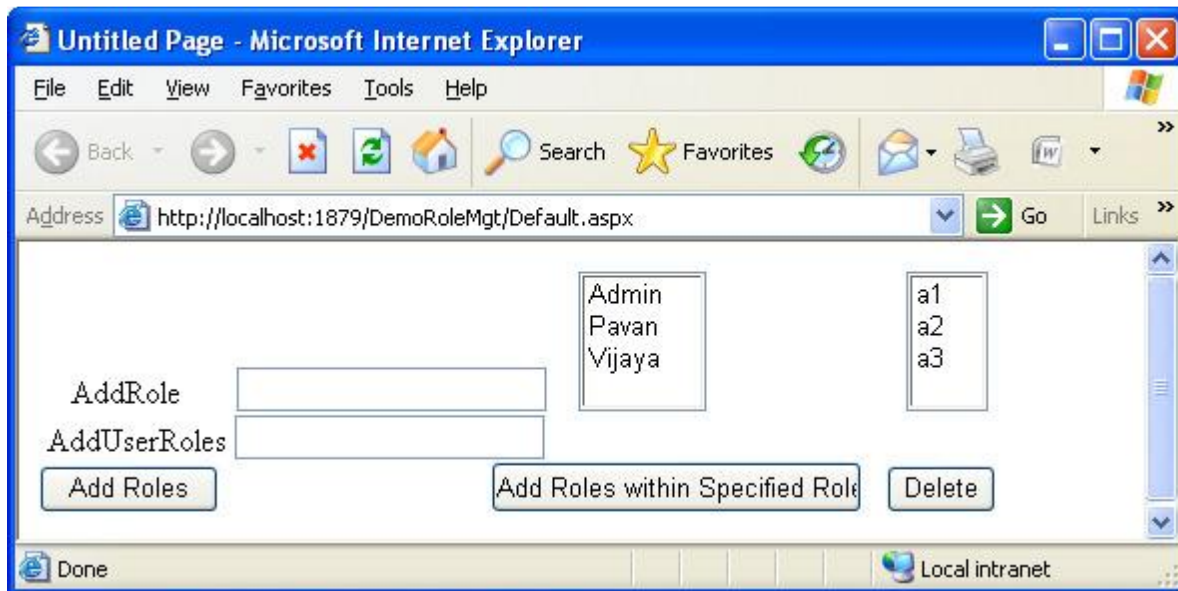 Untitled Page - Microsoft Internet Explorer
File Edit View Favorites Tools Help
Back Search Favorites
Address http://localhost:1879/DemoRoleMgt/Default.aspx Go Links
Admin a1
Pavan a2
Vijaya a3
AddRole
AddUserRoles
Add Roles Add Roles within Specified Role Delete
Done Local intranet